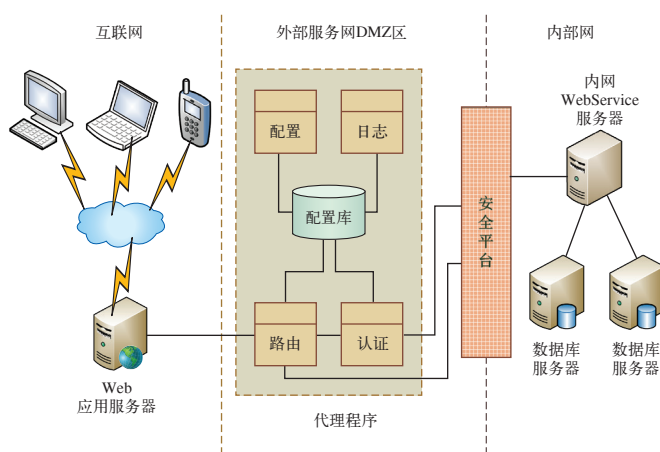 互联网
外部服务网DMZ区
内部网
配置
日志
配置库
路由
认证
代理程序
安全平台
内网
WebService
服务器
数据库
服务器
数据库
服务器
Web
应用服务器